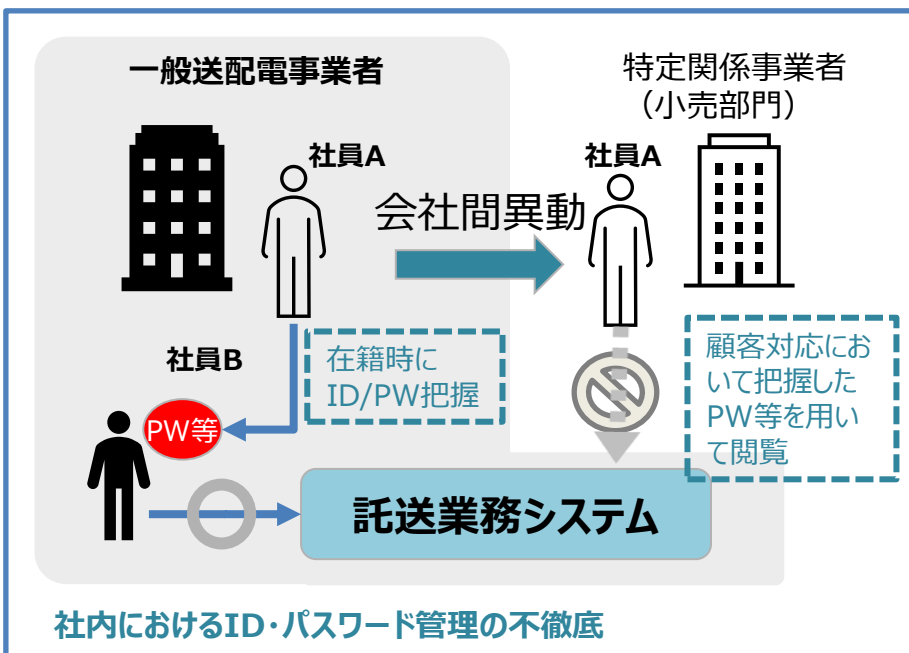 一般送配電事業者
特定関係事業者
（小売部門）
社員A
社員A
会社間異動
社員B
在籍時に
ID/PW把握
顧客対応にお
いて把握した
PW等を用い
て閲覧
PW等
託送業務システム
社内におけるID・パスワード管理の不徹底